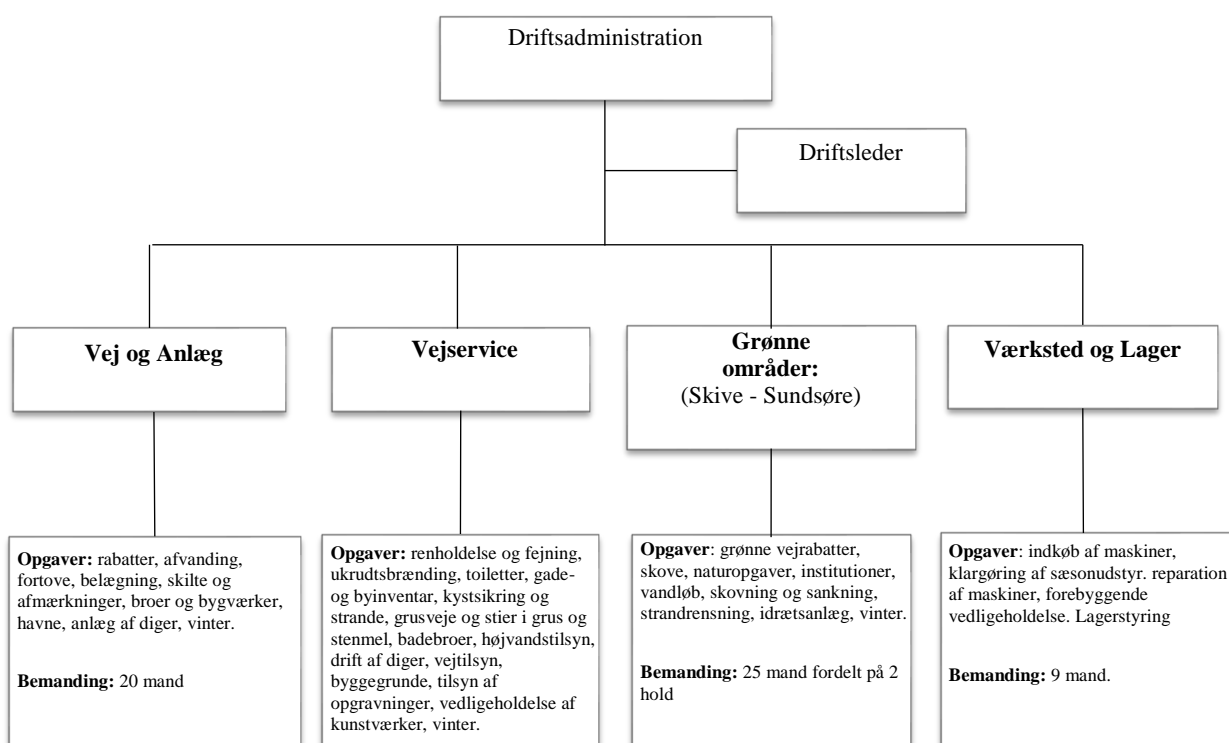 Driftsadministration
Driftsleder
Vej og Anlæg
Vejservice
Grønne
områder:
(Skive - Sundsøre)
Værksted og Lager
Opgaver: rabatter, afvanding,
fortove, belægning, skilte og
afmærkninger, broer og bygværker,
havne, anlæg af diger, vinter.
Bemanding: 20 mand
Opgaver: renholdelse og fejning,
ukrudtsbrænding, toiletter, gade-
og byinventar, kystsikring og
strande, grusveje og stier i grus og
stenmel, badebroer, højvandstilsyn,
drift af diger, vejtilsyn,
byggegrunde, tilsyn af
opgravninger, vedligeholdelse af
kunstværker, vinter.
Opgaver: grønne vejrabatter,
skove, naturopgaver, institutioner,
vandløb, skovning og sankning,
strandrensning, idrætsanlæg, vinter.
Bemanding: 25 mand fordelt på 2
hold
Opgaver: indkøb af maskiner,
klargøring af sæsonudstyr. reparation
af maskiner, forebyggende
vedligeholdelse. Lagerstyring
Bemanding: 9 mand.